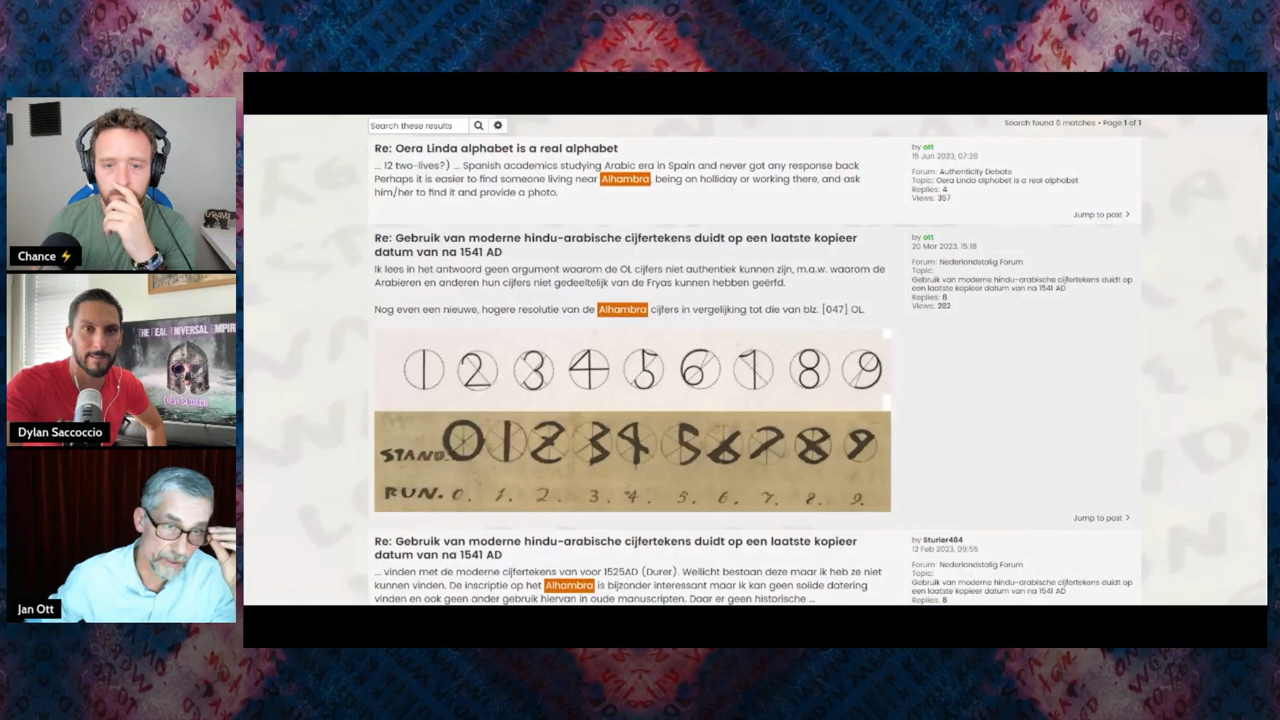 Chance⚡
THE REAL UNIVERSAL EMPIRE
DYLAN SACCOCCIO
Dylan Saccoccio
Jan Ott
Search these results
Search found 6 matches • Page 1 of 1
Re: Oera Linda alphabet is a real alphabet
... 12 two-lives?) ... Spanish academics studying Arabic era in Spain and never got any response back
Perhaps it is easier to find someone living near Alhambra, being on holliday or working there, and ask
him/her to find it and provide a photo.
by ott
15 Jun 2023, 07:28
Forum: Authenticity Debate
Topic: Oera Linda alphabet is a real alphabet
Replies: 4
Views: 357
Jump to post
Re: Gebruik van moderne hindu-arabische cijfertekens duidt op een laatste kopieer
datum van na 1541 AD
Ik lees in het antwoord geen argument waarom de OL cijfers niet authentiek kunnen zijn, m.a.w. waarom de
Arabieren en anderen hun cijfers niet gedeeltelijk van de Fryas kunnen hebben geërfd.
Nog even een nieuwe, hogere resolutie van de Alhambra cijfers in vergelijking tot die van blz. [047] OL.
by ott
20 Mar 2023, 15:18
Forum: Nederlandstalig Forum
Topic:
Gebruik van moderne hindu-arabische cijfertekens duidt op
een laatste kopieer datum van na 1541 AD
Replies: 8
Views: 282
1 2 3 4 5 6 7 8 9
STAND. 0 1 2 3 4 5 6 7 8 9
RUN. 0. 1. 2. 3. 4. 5. 6. 7. 8. 9.
Jump to post
Re: Gebruik van moderne hindu-arabische cijfertekens duidt op een laatste kopieer
datum van na 1541 AD
... vinden met de moderne cijfertekens van voor 1525AD (Durer). Wellicht bestaan deze maar ik heb ze niet
kunnen vinden. De inscriptie op het Alhambra is bijzonder interessant maar ik kan geen solide datering
vinden en ook geen ander gebruik hiervan in oude manuscripten. Daar er geen historische ...
by Sturier484
12 Feb 2023, 09:55
Forum: Nederlandstalig Forum
Topic:
Gebruik van moderne hindu-arabische cijfertekens duidt op
een laatste kopieer datum van na 1541 AD
Replies: 8